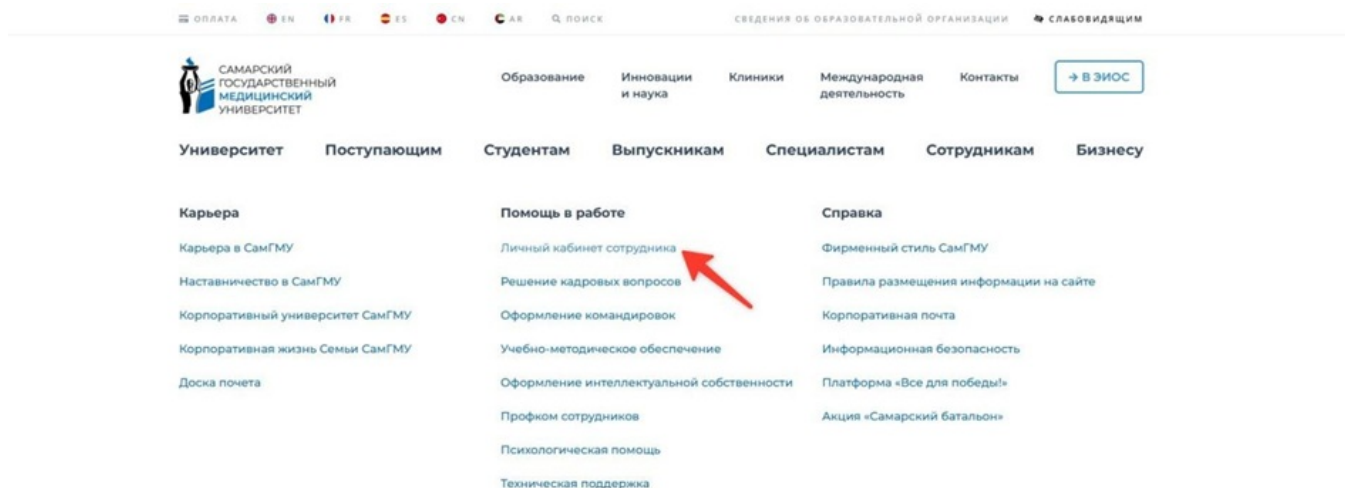 ОПЛАТА EN FR ES CN AR ПОИСК СВЕДЕНИЯ ОБ ОБРАЗОВАТЕЛЬНОЙ ОРГАНИЗАЦИИ СЛАБОВИДЯЩИМ
САМАРСКИЙ
ГОСУДАРСТВЕННЫЙ
МЕДИЦИНСКИЙ
УНИВЕРСИТЕТ
Образование
Инновации
и наука
Клиники
Международная
деятельность
Контакты
→ В ЭИОС
Университет Поступающим Студентам Выпускникам Специалистам Сотрудникам Бизнесу
Карьера
Карьера в СамГМУ
Наставничество в СамГМУ
Корпоративный университет СамГМУ
Корпоративная жизнь Семьи СамГМУ
Доска почета
Помощь в работе
Личный кабинет сотрудника
Решение кадровых вопросов
Оформление командировок
Учебно-методическое обеспечение
Оформление интеллектуальной собственности
Профком сотрудников
Психологическая помощь
Техническая поддержка
Справка
Фирменный стиль СамГМУ
Правила размещения информации на сайте
Корпоративная почта
Информационная безопасность
Платформа «Все для победы!»
Акция «Самарский батальон»